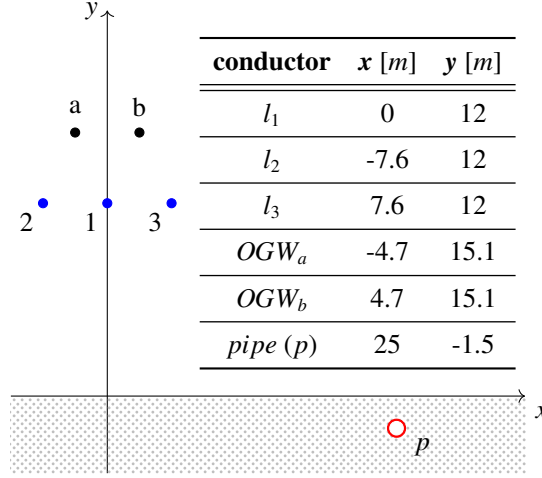 y
conductor x [m] y [m]
l₁ 0 12
l₂ -7.6 12
l₃ 7.6 12
OGWₐ -4.7 15.1
OGW_b 4.7 15.1
pipe (p) 25 -1.5
a b
2 1 3
x
p